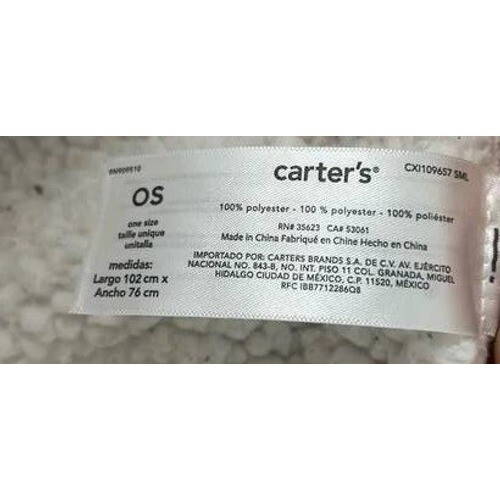 OS
one size
taille unique
unitalla
medidas:
Largo 102 cm x
Ancho 76 cm
carter's®
CXI109657 SML
100% polyester - 100 % polyester - 100% poliéster
RN# 35623 CA# 53061
Made in China Fabriqué en Chine Hecho en China
IMPORTADO POR: CARTERS BRANDS S.A. DE C.V. AV. EJÉRCITO
NACIONAL NO. 843-B, NO. INT. PISO 11 COL. GRANADA, MIGUEL
HIDALGO CIUDAD DE MÉXICO, C.P. 11520, MÉXICO
RFC IBB7712286Q8